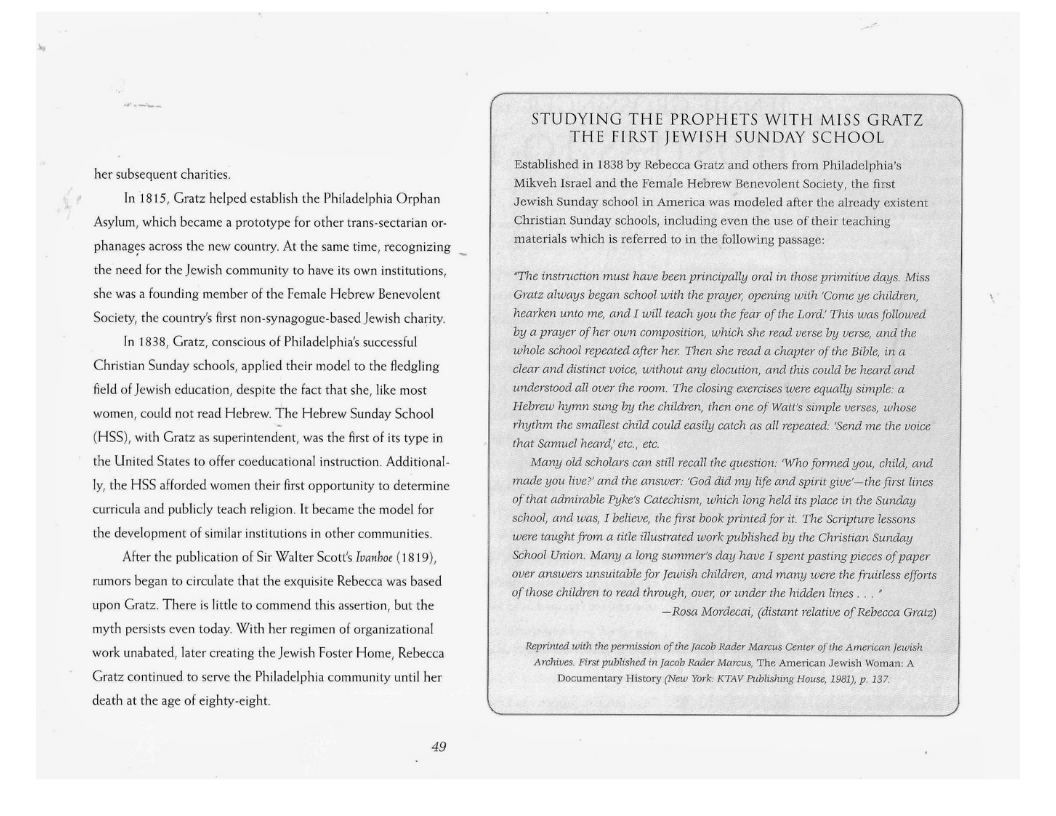 her subsequent charities.
In 1815, Gratz helped establish the Philadelphia Orphan
Asylum, which became a prototype for other trans-sectarian or-
phanages across the new country. At the same time, recognizing
the need for the Jewish community to have its own institutions,
she was a founding member of the Female Hebrew Benevolent
Society, the country's first non-synagogue-based Jewish charity.
In 1838, Gratz, conscious of Philadelphia's successful
Christian Sunday schools, applied their model to the fledgling
field of Jewish education, despite the fact that she, like most
women, could not read Hebrew. The Hebrew Sunday School
(HSS), with Gratz as superintendent, was the first of its type in
the United States to offer coeducational instruction. Additional-
ly, the HSS afforded women their first opportunity to determine
curricula and publicly teach religion. It became the model for
the development of similar institutions in other communities.
After the publication of Sir Walter Scott's Ivanhoe (1819),
rumors began to circulate that the exquisite Rebecca was based
upon Gratz. There is little to commend this assertion, but the
myth persists even today. With her regimen of organizational
work unabated, later creating the Jewish Foster Home, Rebecca
Gratz continued to serve the Philadelphia community until her
death at the age of eighty-eight.
49
STUDYING THE PROPHETS WITH MISS GRATZ
THE FIRST JEWISH SUNDAY SCHOOL
Established in 1838 by Rebecca Gratz and others from Philadelphia's
Mikveh Israel and the Female Hebrew Benevolent Society, the first
Jewish Sunday school in America was modeled after the already existent
Christian Sunday schools, including even the use of their teaching
materials which is referred to in the following passage:
"The instruction must have been principally oral in those primitive days. Miss
Gratz always began school with the prayer, opening with 'Come ye children,
hearken unto me, and I will teach you the fear of the Lord.' This was followed
by a prayer of her own composition, which she read verse by verse, and the
whole school repeated after her. Then she read a chapter of the Bible, in a
clear and distinct voice, without any elocution, and this could be heard and
understood all over the room. The closing exercises were equally simple: a
Hebrew hymn sung by the children, then one of Watt's simple verses, whose
rhythm the smallest child could easily catch as all repeated: 'Send me the voice
that Samuel heard,' etc., etc.
Many old scholars can still recall the question: 'Who formed you, child, and
made you live?' and the answer: 'God did my life and spirit give'—the first lines
of that admirable Pyke's Catechism, which long held its place in the Sunday
school, and was, I believe, the first book printed for it. The Scripture lessons
were taught from a title illustrated work published by the Christian Sunday
School Union. Many a long summer's day have I spent pasting pieces of paper
over answers unsuitable for Jewish children, and many were the fruitless efforts
of those children to read through, over, or under the hidden lines . . . "
—Rosa Mordecai, (distant relative of Rebecca Gratz)
Reprinted with the permission of the Jacob Rader Marcus Center of the American Jewish
Archives. First published in Jacob Rader Marcus, The American Jewish Woman: A
Documentary History (New York: KTAV Publishing House, 1981), p. 137.